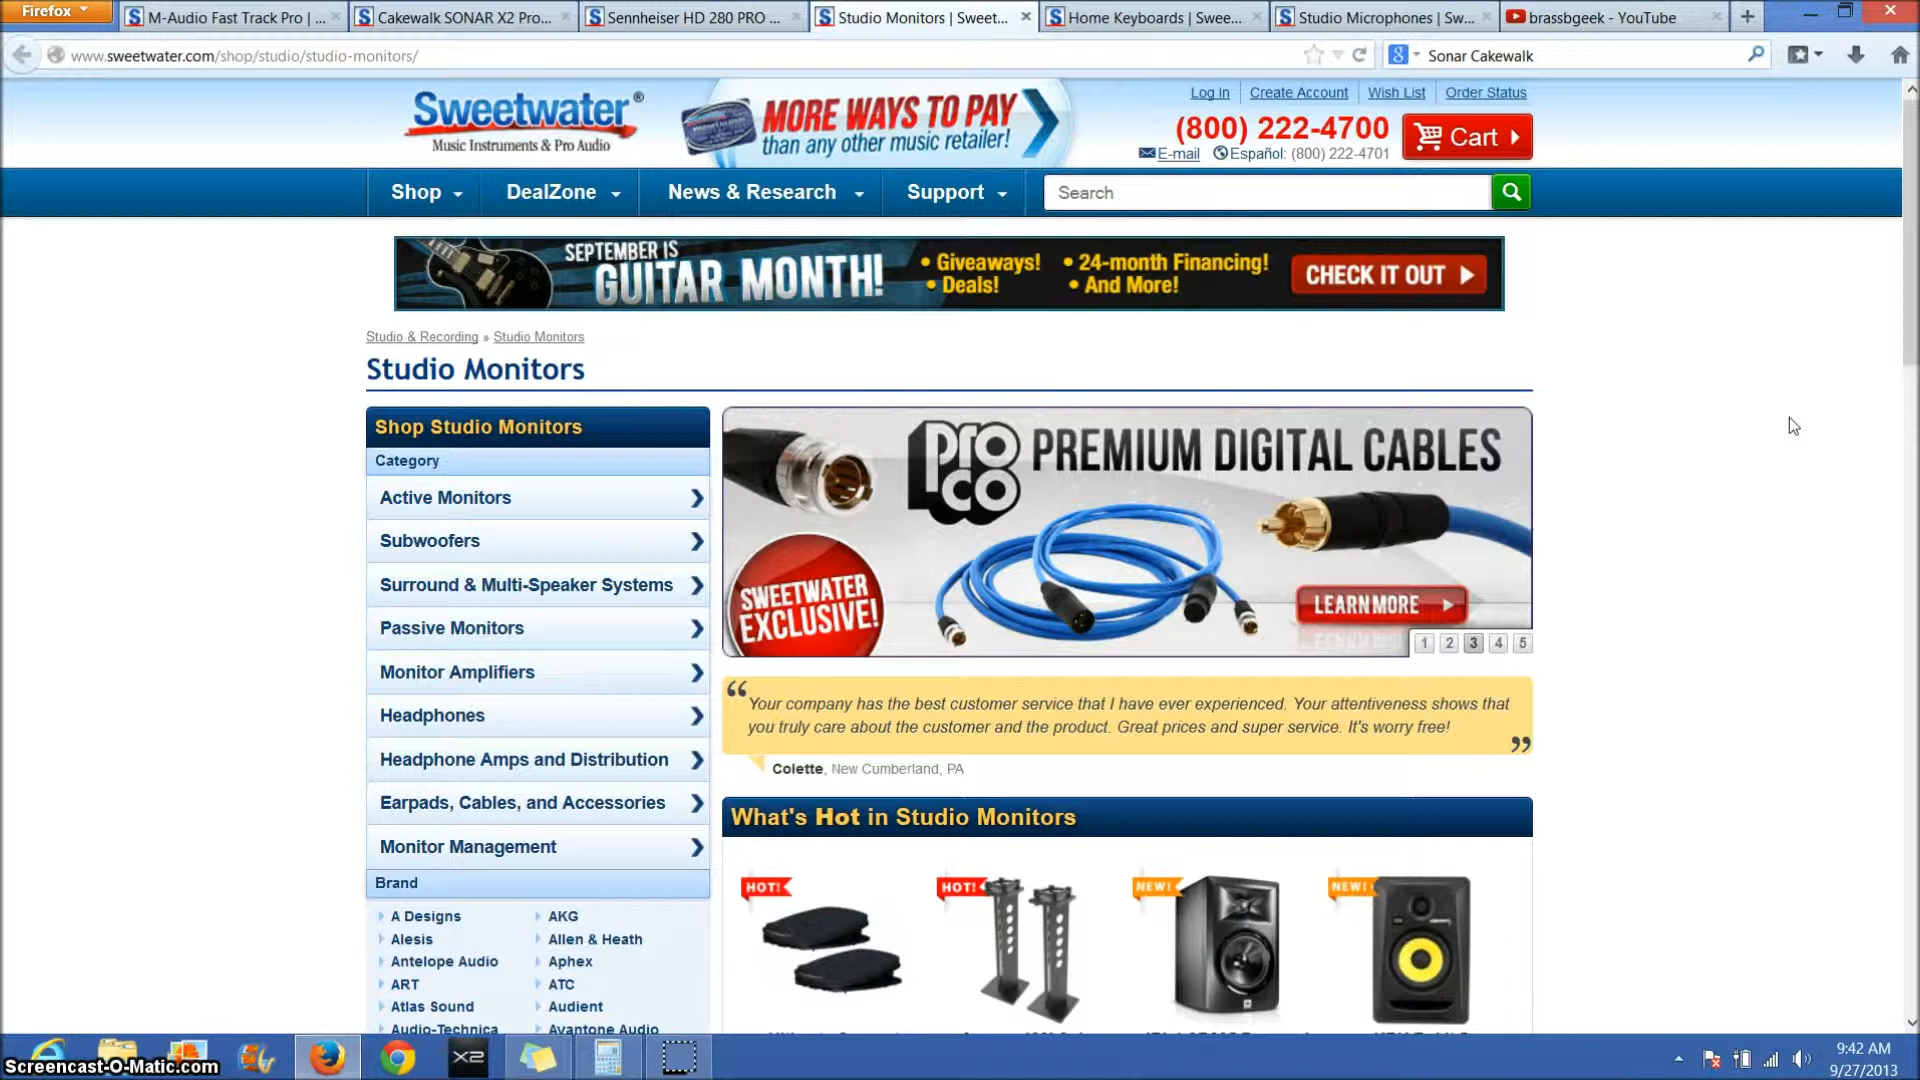 Firefox
M-Audio Fast Track Pro | ...
Cakewalk SONAR X2 Pro...
Sennheiser HD 280 PRO ...
Studio Monitors | Sweet...
Home Keyboards | Swee...
Studio Microphones | Sw...
brassbgeek - YouTube
www.sweetwater.com/shop/studio/studio-monitors/
Sonar Cakewalk
Sweetwater®
Music Instruments & Pro Audio
MORE WAYS TO PAY
than any other music retailer!
Log In
Create Account
Wish List
Order Status
(800) 222-4700
Cart
E-mail
Español: (800) 222-4701
Shop
DealZone
News & Research
Support
Search
SEPTEMBER IS
GUITAR MONTH!
• Giveaways!
• Deals!
• 24-month Financing!
• And More!
CHECK IT OUT
Studio & Recording » Studio Monitors
Studio Monitors
Shop Studio Monitors
Category
Active Monitors
Subwoofers
Surround & Multi-Speaker Systems
Passive Monitors
Monitor Amplifiers
Headphones
Headphone Amps and Distribution
Earpads, Cables, and Accessories
Monitor Management
Brand
A Designs
AKG
Alesis
Allen & Heath
Antelope Audio
Aphex
ART
ATC
Atlas Sound
Audient
Audio-Technica
Avantone Audio
pro co
PREMIUM DIGITAL CABLES
SWEETWATER
EXCLUSIVE!
LEARN MORE
1 2 3 4 5
“Your company has the best customer service that I have ever experienced. Your attentiveness shows that
you truly care about the customer and the product. Great prices and super service. It's worry free!”
Colette, New Cumberland, PA
What's Hot in Studio Monitors
HOT!
HOT!
NEW!
NEW!
X2
Screencast-O-Matic.com
9:42 AM
9/27/2013